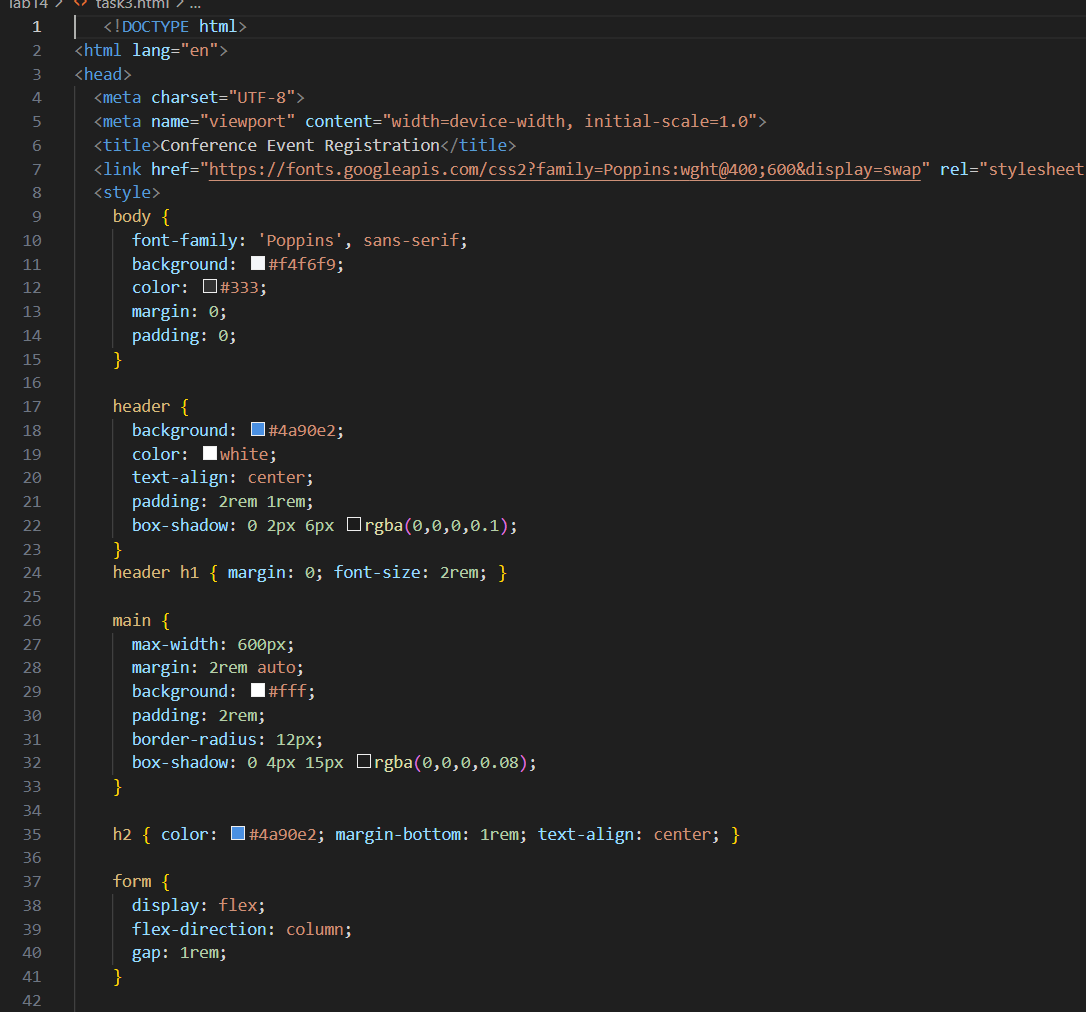 lab14 > <> task3.html > ...
1 <!DOCTYPE html>
2 <html lang="en">
3 <head>
4 <meta charset="UTF-8">
5 <meta name="viewport" content="width=device-width, initial-scale=1.0">
6 <title>Conference Event Registration</title>
7 <link href="https://fonts.googleapis.com/css2?family=Poppins:wght@400;600&display=swap" rel="stylesheet
8 <style>
9 body {
10 font-family: 'Poppins', sans-serif;
11 background: #f4f6f9;
12 color: #333;
13 margin: 0;
14 padding: 0;
15 }
16
17 header {
18 background: #4a90e2;
19 color: white;
20 text-align: center;
21 padding: 2rem 1rem;
22 box-shadow: 0 2px 6px rgba(0,0,0,0.1);
23 }
24 header h1 { margin: 0; font-size: 2rem; }
25
26 main {
27 max-width: 600px;
28 margin: 2rem auto;
29 background: #fff;
30 padding: 2rem;
31 border-radius: 12px;
32 box-shadow: 0 4px 15px rgba(0,0,0,0.08);
33 }
34
35 h2 { color: #4a90e2; margin-bottom: 1rem; text-align: center; }
36
37 form {
38 display: flex;
39 flex-direction: column;
40 gap: 1rem;
41 }
42